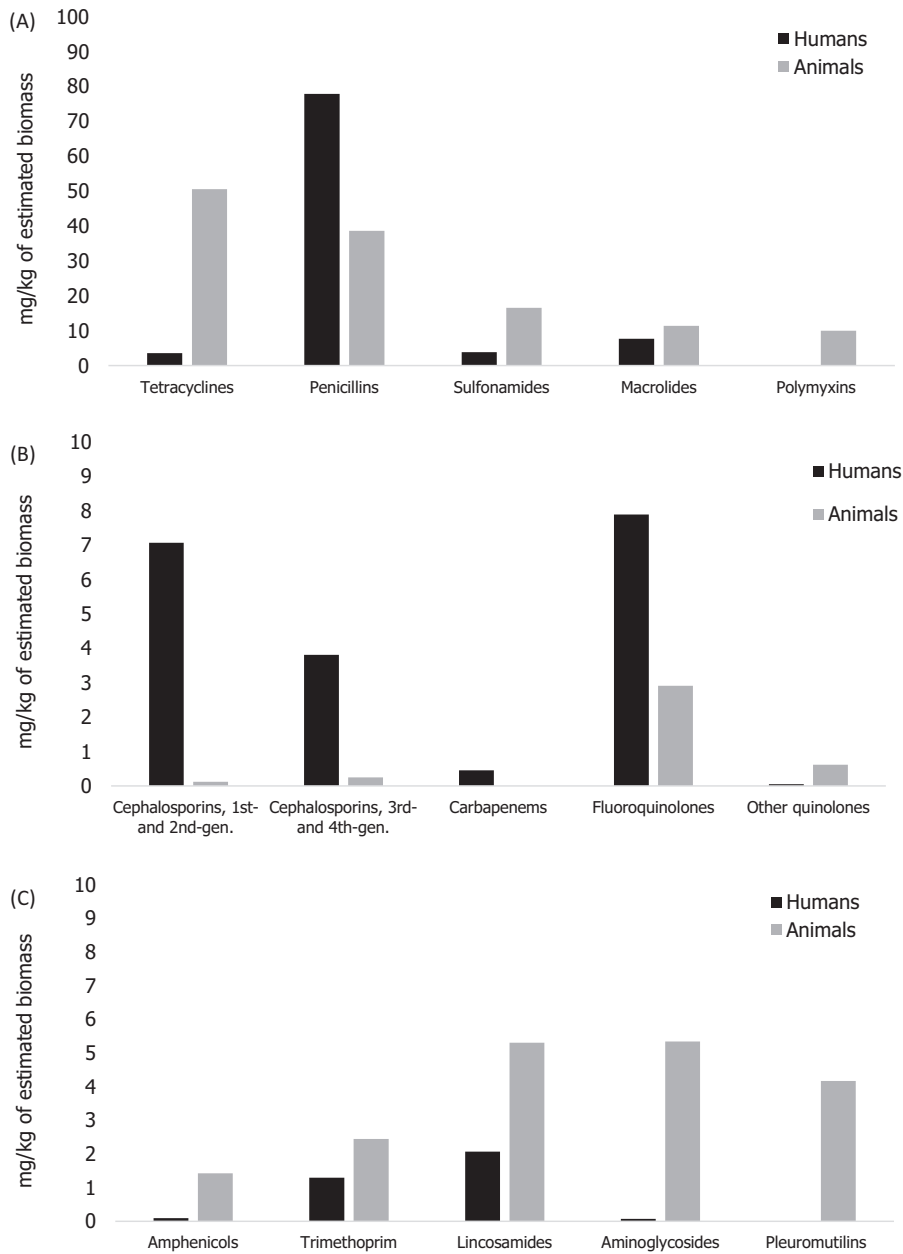 (A)
mg/kg of estimated biomass
100
90
80
70
60
50
40
30
20
10
0
Humans
Animals
Tetracyclines Penicillins Sulfonamides Macrolides Polymyxins
(B)
mg/kg of estimated biomass
10
9
8
7
6
5
4
3
2
1
0
Humans
Animals
Cephalosporins, 1st- Cephalosporins, 3rd- Carbapenems Fluoroquinolones Other quinolones
and 2nd-gen. and 4th-gen.
(C)
mg/kg of estimated biomass
10
9
8
7
6
5
4
3
2
1
0
Humans
Animals
Amphenicols Trimethoprim Lincosamides Aminoglycosides Pleuromutilins